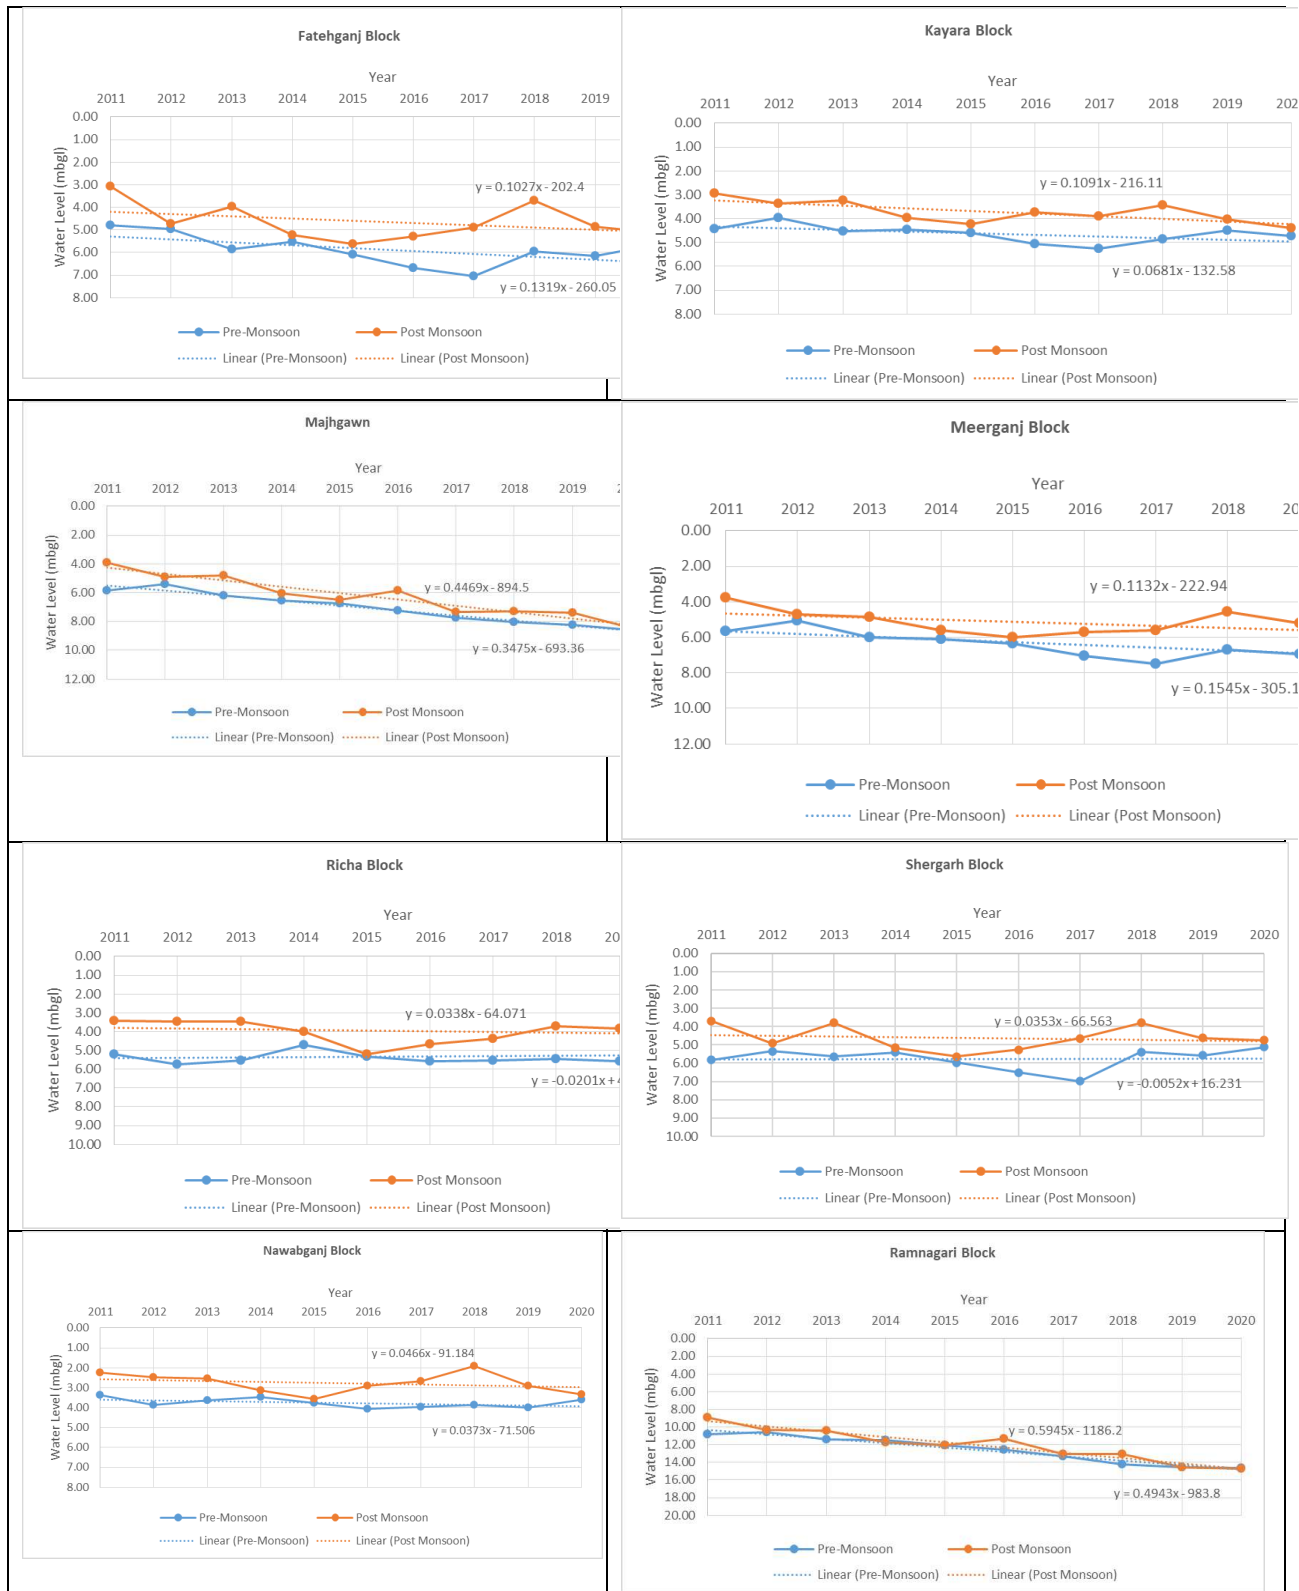 Fatehganj Block
Year
2011 2012 2013 2014 2015 2016 2017 2018 2019
0.00
1.00
2.00
3.00
4.00
5.00
6.00
7.00
8.00
Water Level (mbgl)
y = 0.1027x - 202.4
y = 0.1319x - 260.05
Pre-Monsoon Post Monsoon
Linear (Pre-Monsoon) Linear (Post Monsoon)
Kayara Block
Year
2011 2012 2013 2014 2015 2016 2017 2018 2019 202
0.00
1.00
2.00
3.00
4.00
5.00
6.00
7.00
8.00
Water Level (mbgl)
y = 0.1091x - 216.11
y = 0.0681x - 132.58
Pre-Monsoon Post Monsoon
Linear (Pre-Monsoon) Linear (Post Monsoon)
Majhgawn
Year
2011 2012 2013 2014 2015 2016 2017 2018 2019 2
0.00
2.00
4.00
6.00
8.00
10.00
12.00
Water Level (mbgl)
y = 0.4469x - 894.5
y = 0.3475x - 693.36
Pre-Monsoon Post Monsoon
Linear (Pre-Monsoon) Linear (Post Monsoon)
Meerganj Block
Year
2011 2012 2013 2014 2015 2016 2017 2018 20
0.00
2.00
4.00
6.00
8.00
10.00
12.00
Water Level (mbgl)
y = 0.1132x - 222.94
y = 0.1545x - 305.1
Pre-Monsoon Post Monsoon
Linear (Pre-Monsoon) Linear (Post Monsoon)
Richa Block
Year
2011 2012 2013 2014 2015 2016 2017 2018 20
0.00
1.00
2.00
3.00
4.00
5.00
6.00
7.00
8.00
9.00
10.00
Water Level (mbgl)
y = 0.0338x - 64.071
y = -0.0201x + 4
Pre-Monsoon Post Monsoon
Linear (Pre-Monsoon) Linear (Post Monsoon)
Shergarh Block
Year
2011 2012 2013 2014 2015 2016 2017 2018 2019 2020
0.00
1.00
2.00
3.00
4.00
5.00
6.00
7.00
8.00
9.00
10.00
Water Level (mbgl)
y = 0.0353x - 66.563
y = -0.0052x + 16.231
Pre-Monsoon Post Monsoon
Linear (Pre-Monsoon) Linear (Post Monsoon)
Nawabganj Block
Year
2011 2012 2013 2014 2015 2016 2017 2018 2019 2020
0.00
1.00
2.00
3.00
4.00
5.00
6.00
7.00
8.00
Water Level (mbgl)
y = 0.0466x - 91.184
y = 0.0373x - 71.506
Pre-Monsoon Post Monsoon
Linear (Pre-Monsoon) Linear (Post Monsoon)
Ramnagari Block
Year
2011 2012 2013 2014 2015 2016 2017 2018 2019 2020
0.00
2.00
4.00
6.00
8.00
10.00
12.00
14.00
16.00
18.00
20.00
Water Level (mbgl)
y = 0.5945x - 1186.2
y = 0.4943x - 983.8
Pre-Monsoon Post Monsoon
Linear (Pre-Monsoon) Linear (Post Monsoon)